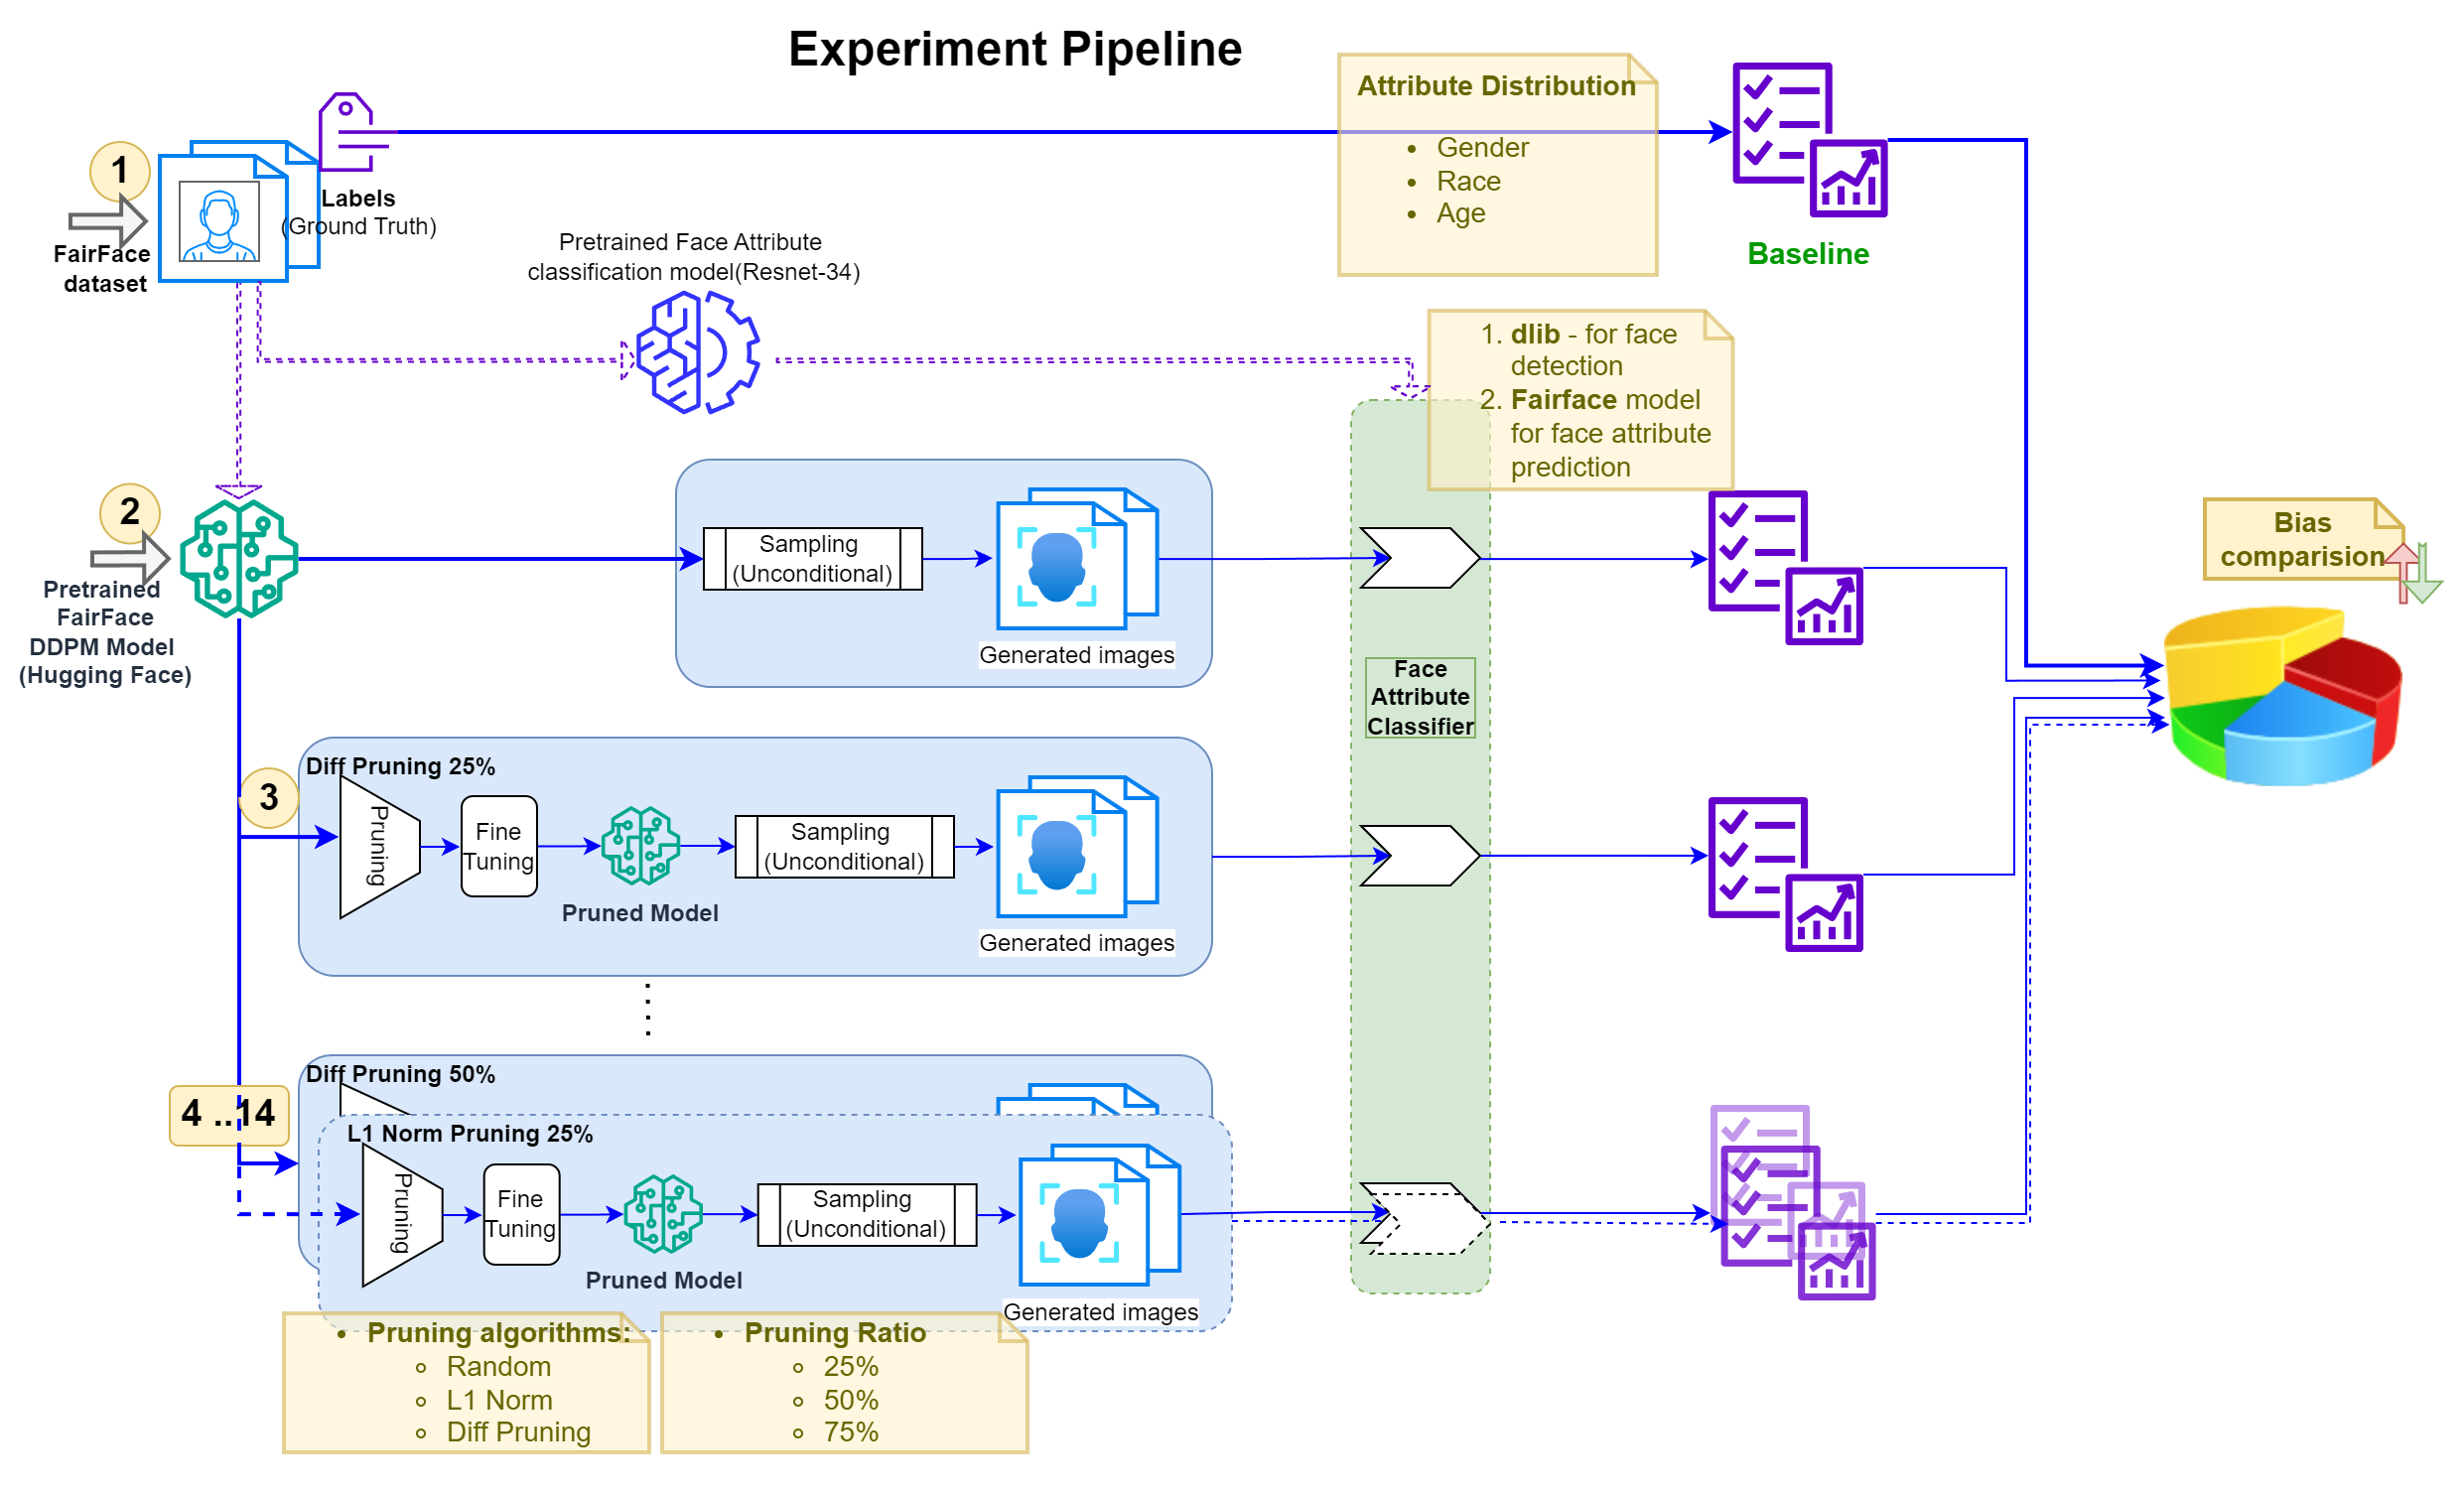 Experiment Pipeline
Attribute Distribution
• Gender
• Race
• Age
1
Labels
(Ground Truth)
FairFace
dataset
Pretrained Face Attribute
classification model(Resnet-34)
Baseline
1. dlib - for face
detection
2. Fairface model
for face attribute
prediction
2
Pretrained
FairFace
DDPM Model
(Hugging Face)
Sampling
(Unconditional)
Generated images
Face
Attribute
Classifier
Bias
comparision
3
Diff Pruning 25%
Pruning
Fine
Tuning
Pruned Model
Sampling
(Unconditional)
Generated images
4 ..14
Diff Pruning 50%
L1 Norm Pruning 25%
Pruning
Fine
Tuning
Pruned Model
Sampling
(Unconditional)
Generated images
• Pruning algorithms:
Random
L1 Norm
Diff Pruning
• Pruning Ratio
25%
50%
75%